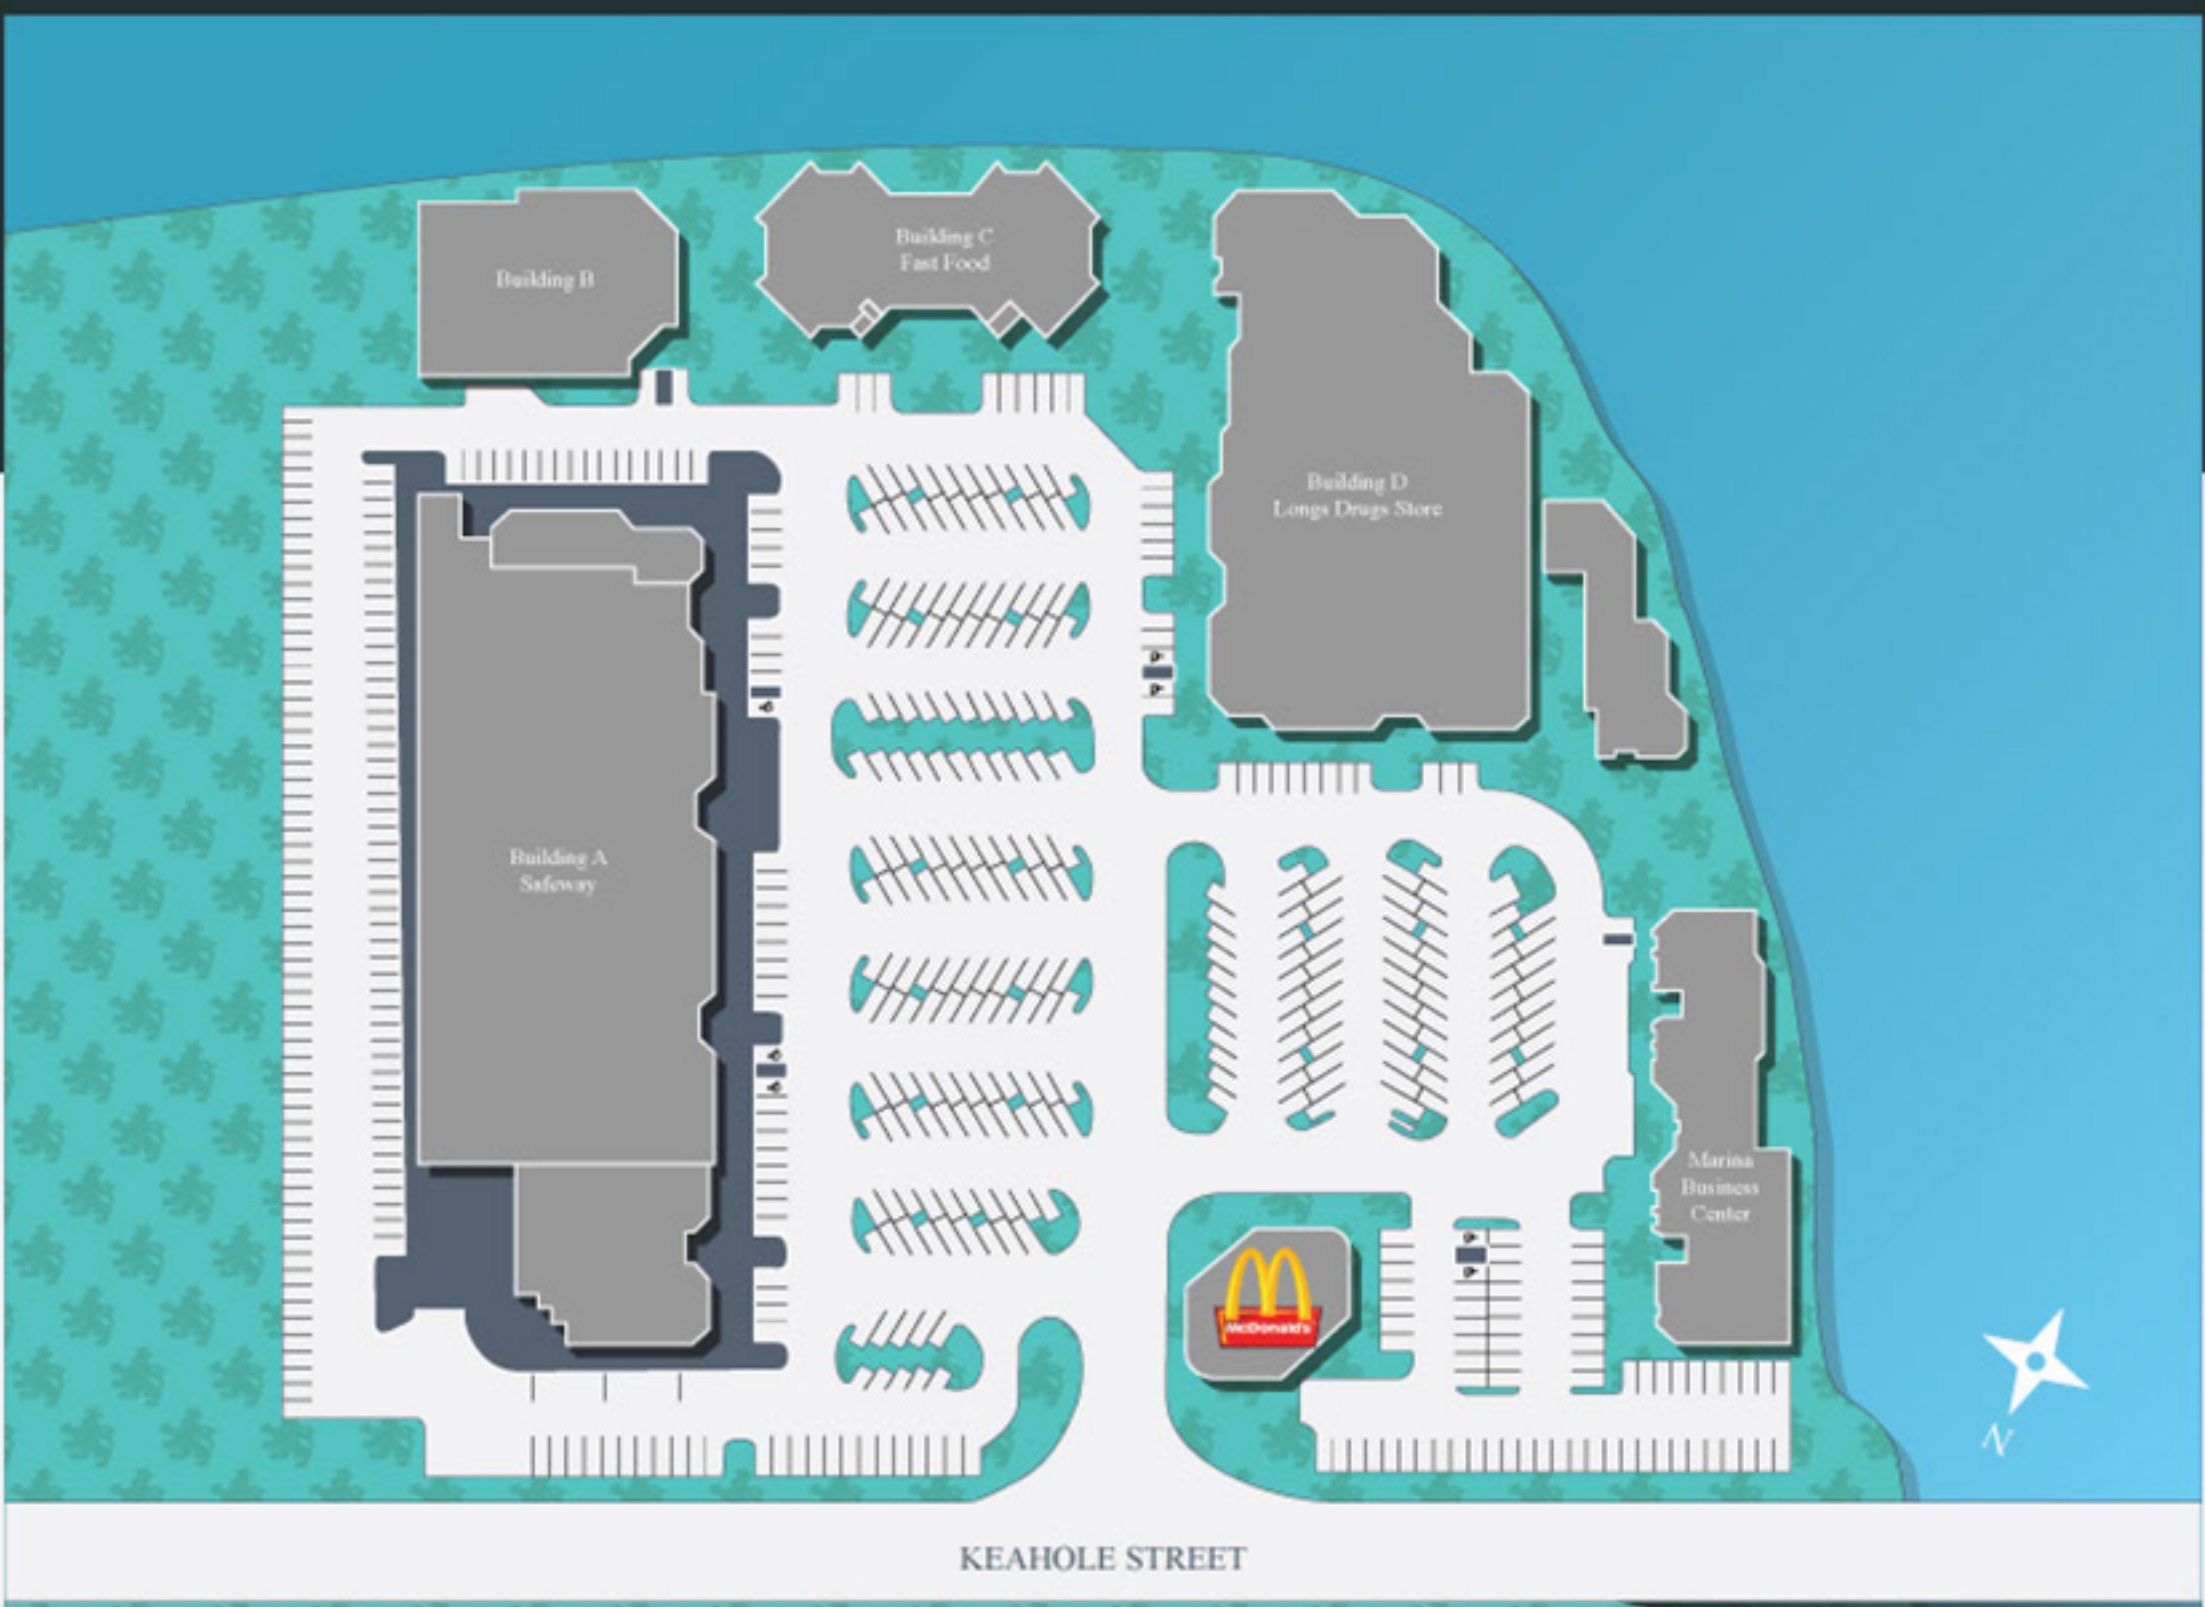 Building B
Building C
Fast Food
Building D
Longs Drugs Store
Building A
Safeway
Marina
Business
Center
McDonald's
N
KEAHOLE STREET